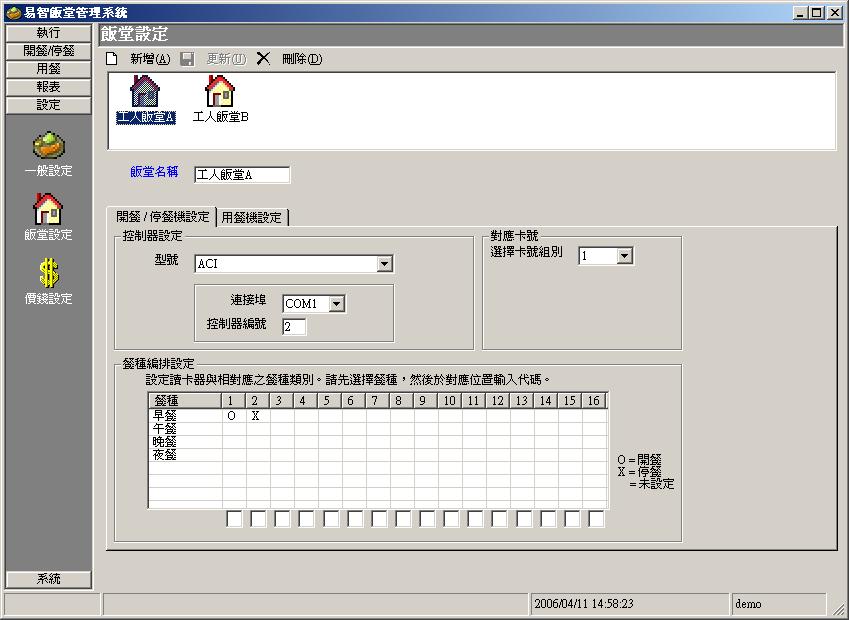 易智飯堂管理系統
執行
開餐/停餐
用餐
報表
設定
一般設定
飯堂設定
價錢設定
系統
飯堂設定
新增(A) 更新(U) 刪除(D)
工人飯堂A 工人飯堂B
飯堂名稱 工人飯堂A
開餐 / 停餐機設定 用餐機設定
控制器設定
型號 ACI
連接埠 COM1
控制器編號 2
對應卡號
選擇卡號組別 1
餐種編排設定
設定讀卡器與相對應之餐種類別。請先選擇餐種，然後於對應位置輸入代碼。
餐種 1 2 3 4 5 6 7 8 9 10 11 12 13 14 15 16
早餐 O X
午餐
晚餐
夜餐
O = 開餐
X = 停餐
= 未設定
2006/04/11 14:58:23 demo